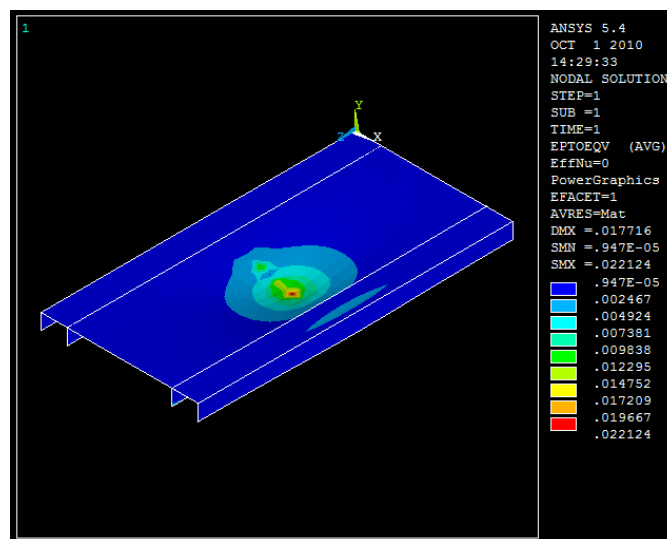 1
ANSYS 5.4
OCT 1 2010
14:29:33
NODAL SOLUTION
STEP=1
SUB =1
TIME=1
EPTOEQV (AVG)
EffNu=0
PowerGraphics
EFACET=1
AVRES=Mat
DMX =.017716
SMN =.947E-05
SMX =.022124
.947E-05
.002467
.004924
.007381
.009838
.012295
.014752
.017209
.019667
.022124
Y
Z X